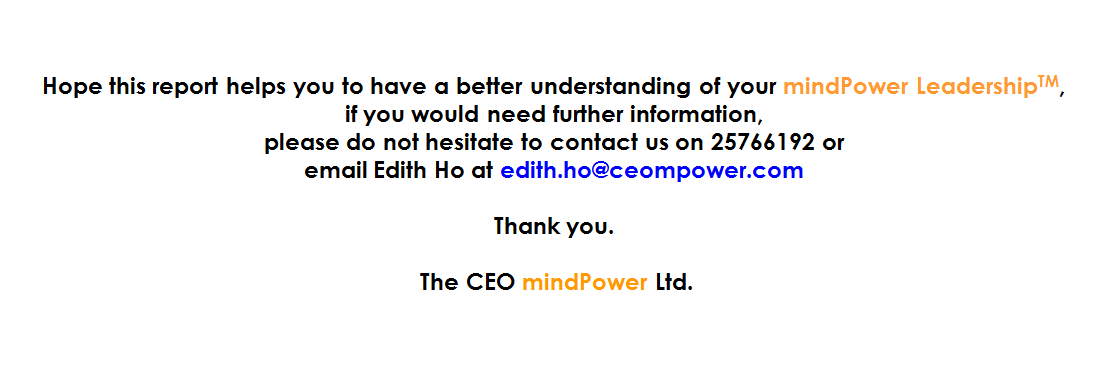 Hope this report helps you to have a better understanding of your mindPower Leadership™,
if you would need further information,
please do not hesitate to contact us on 25766192 or
email Edith Ho at edith.ho@ceompower.com
Thank you.
The CEO mindPower Ltd.